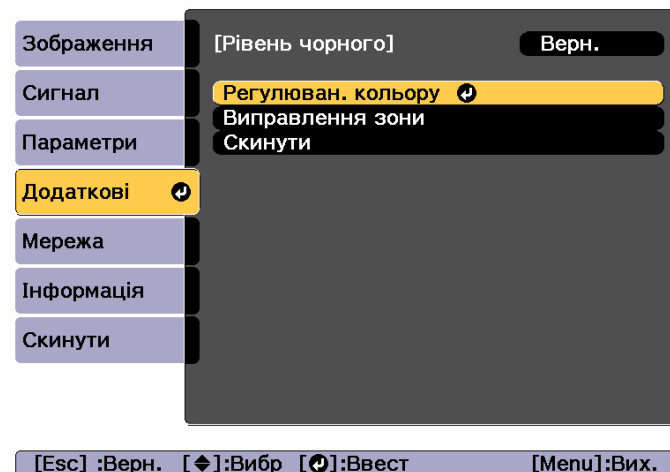 Зображення
Сигнал
Параметри
Додаткові
Мережа
Інформація
Скинути
[Рівень чорного] Верн.
Регулюван. кольору
Виправлення зони
Скинути
[Esc] :Верн. [◆]:Вибр [↵]:Ввест [Menu]:Вих.